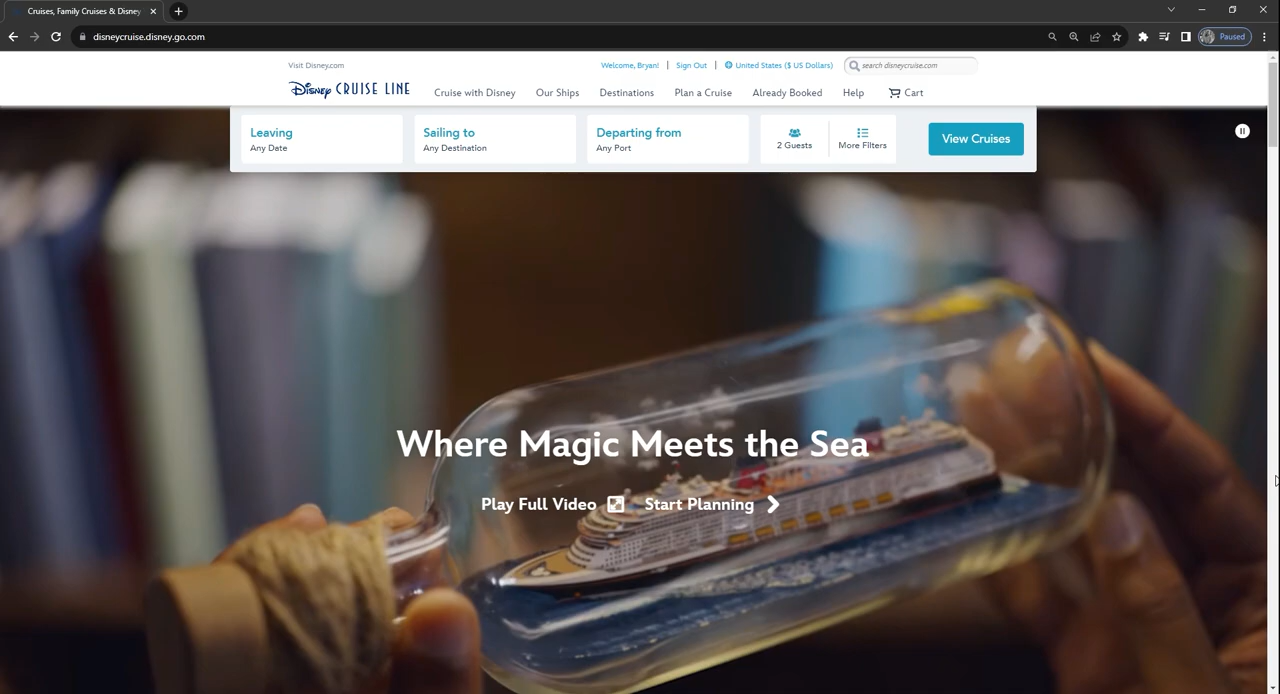 Cruises, Family Cruises & Disney
disneycruise.disney.go.com
Paused
Visit Disney.com
Welcome, Bryan! | Sign Out | United States ($ US Dollars)
search disneycruise.com
Disney CRUISE LINE
Cruise with Disney
Our Ships
Destinations
Plan a Cruise
Already Booked
Help
Cart
Leaving
Any Date
Sailing to
Any Destination
Departing from
Any Port
2 Guests
More Filters
View Cruises
Where Magic Meets the Sea
Play Full Video
Start Planning